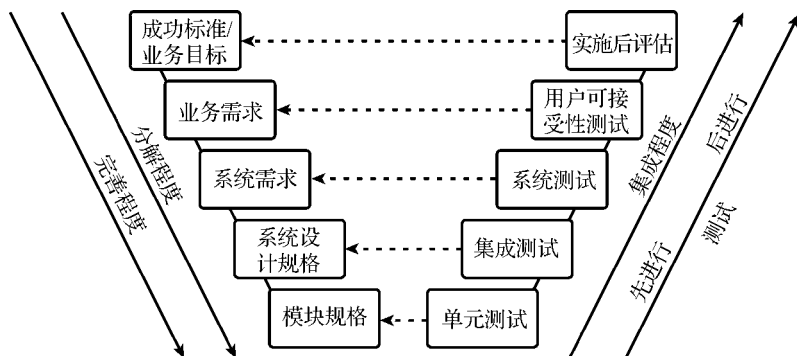 成功标准/
业务目标
实施后评估
业务需求
用户可接
受性测试
系统需求
系统测试
系统设
计规格
集成测试
模块规格
单元测试
分解程度
完善程度
集成程度
后进行
先进行
测试